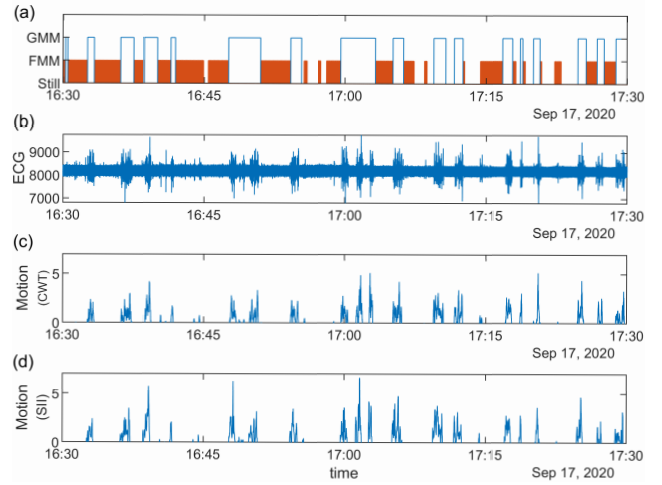 (a)
GMM
FMM
Still
16:30 16:45 17:00 17:15 17:30
Sep 17, 2020
(b)
ECG
9000
8000
7000
16:30 16:45 17:00 17:15 17:30
Sep 17, 2020
(c)
Motion
(CWT)
5
0
16:30 16:45 17:00 17:15 17:30
Sep 17, 2020
(d)
Motion
(SII)
5
0
16:30 16:45 17:00 17:15 17:30
time
Sep 17, 2020